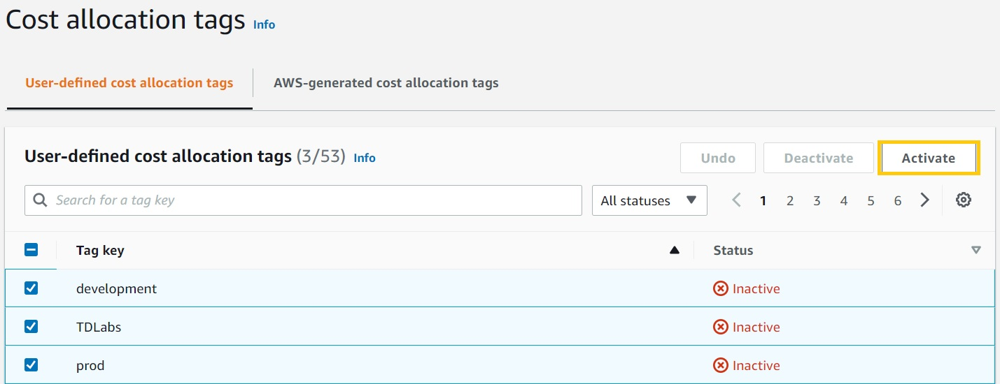 Cost allocation tags Info
User-defined cost allocation tags AWS-generated cost allocation tags
User-defined cost allocation tags (3/53) Info Undo Deactivate Activate
Search for a tag key All statuses 1 2 3 4 5 6
Tag key Status
development Inactive
TDLabs Inactive
prod Inactive